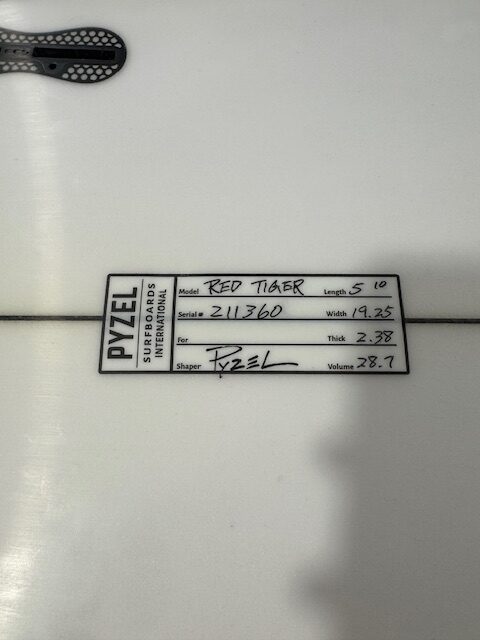 FCS
PYZEL
SURFBOARDS
INTERNATIONAL
Model RED TIGER Length 5 10
Serial# 211360 Width 19.25
For Thick 2.38
Shaper PYZEL Volume 28.7